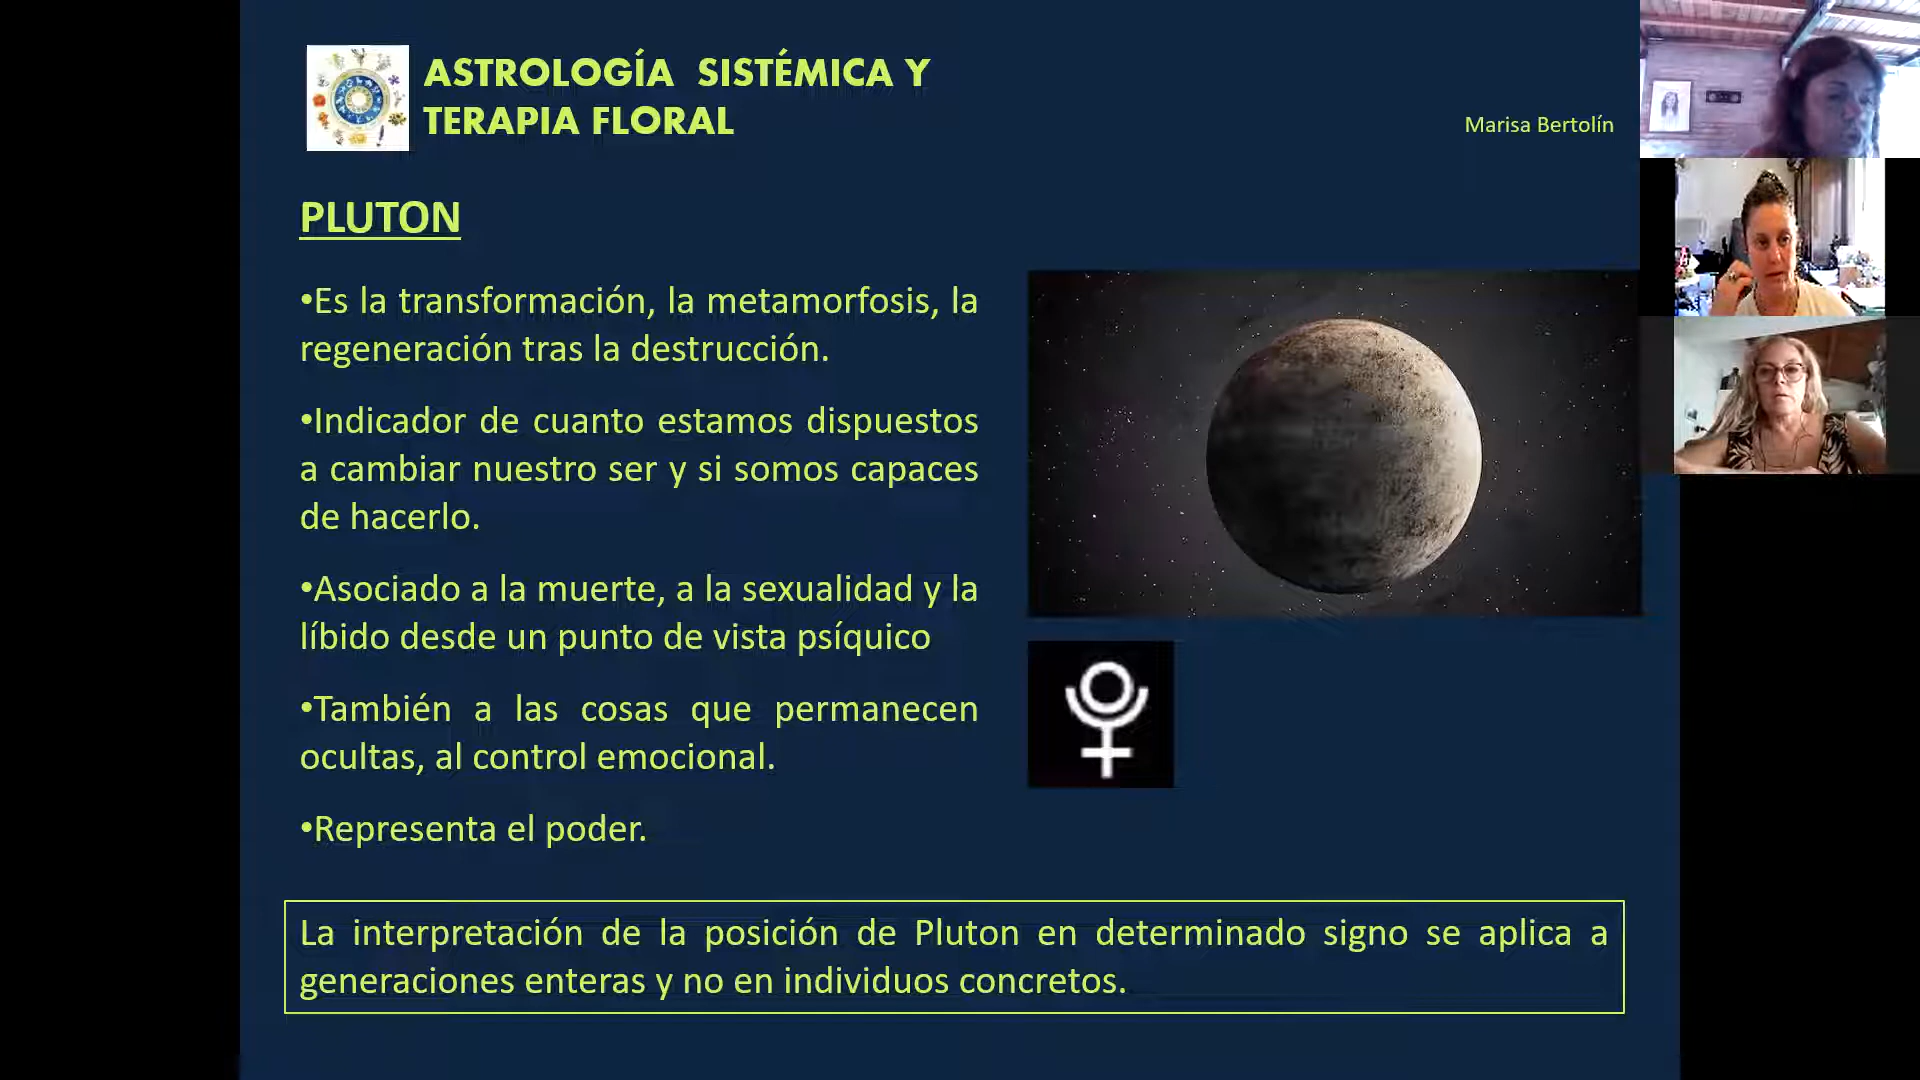 ASTROLOGÍA SISTÉMICA Y
TERAPIA FLORAL
Marisa Bertolín
PLUTON
•Es la transformación, la metamorfosis, la
regeneración tras la destrucción.
•Indicador de cuanto estamos dispuestos
a cambiar nuestro ser y si somos capaces
de hacerlo.
•Asociado a la muerte, a la sexualidad y la
líbido desde un punto de vista psíquico
•También a las cosas que permanecen
ocultas, al control emocional.
•Representa el poder.
La interpretación de la posición de Pluton en determinado signo se aplica a
generaciones enteras y no en individuos concretos.